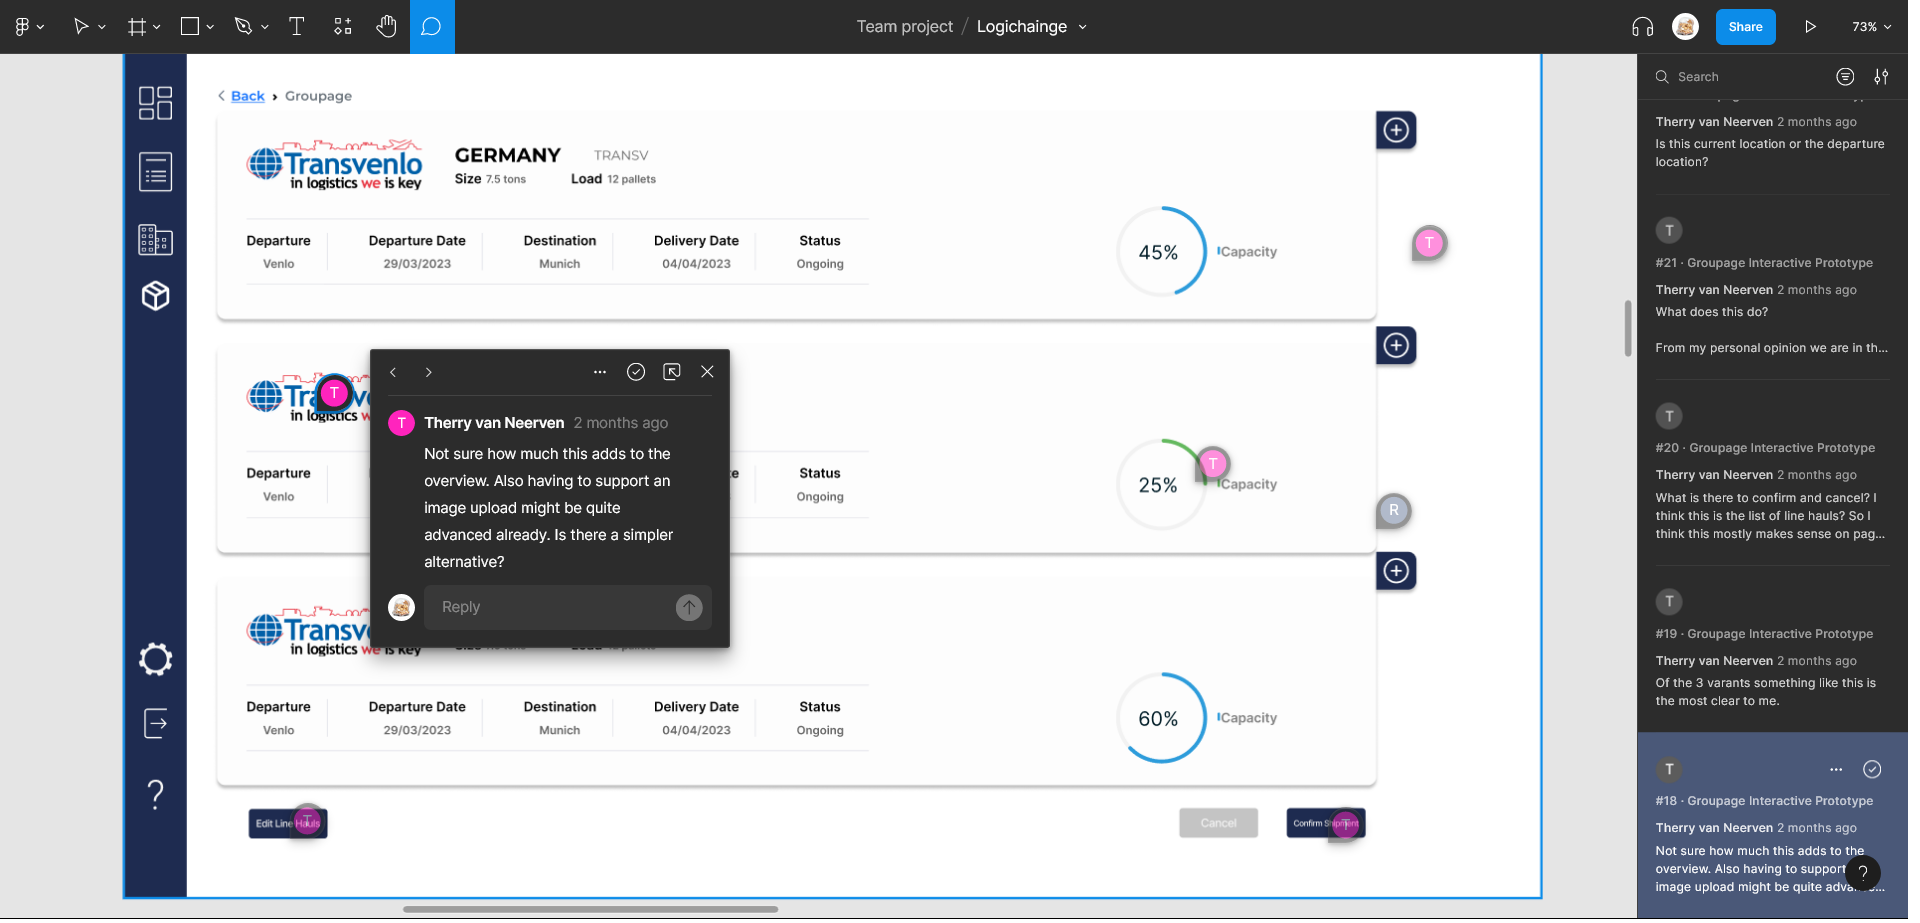 Team project / Logichainge
Share
73%
Back › Groupage
Transvenlo
in logistics we is key
GERMANY TRANSV
Size 7.5 tons Load 12 pallets
Departure Departure Date Destination Delivery Date Status
Venlo 29/03/2023 Munich 04/04/2023 Ongoing
45%
Capacity
T
in logistics
T
Departure Status
Venlo Ongoing
25%
Capacity
T
R
T
Therry van Neerven 2 months ago
Not sure how much this adds to the
overview. Also having to support an
image upload might be quite
advanced already. Is there a simpler
alternative?
Reply
in logistics we is key
Departure Departure Date Destination Delivery Date Status
Venlo 29/03/2023 Munich 04/04/2023 Ongoing
60%
Capacity
Edit Line Hauls
T
Cancel
Confirm Shipment
T
Search
Therry van Neerven 2 months ago
Is this current location or the departure
location?
T
#21 · Groupage Interactive Prototype
Therry van Neerven 2 months ago
What does this do?
From my personal opinion we are in th...
T
#20 · Groupage Interactive Prototype
Therry van Neerven 2 months ago
What is there to confirm and cancel? I
think this is the list of line hauls? So I
think this mostly makes sense on pag...
T
#19 · Groupage Interactive Prototype
Therry van Neerven 2 months ago
Of the 3 varants something like this is
the most clear to me.
T
#18 · Groupage Interactive Prototype
Therry van Neerven 2 months ago
Not sure how much this adds to the
overview. Also having to support
image upload might be quite
?